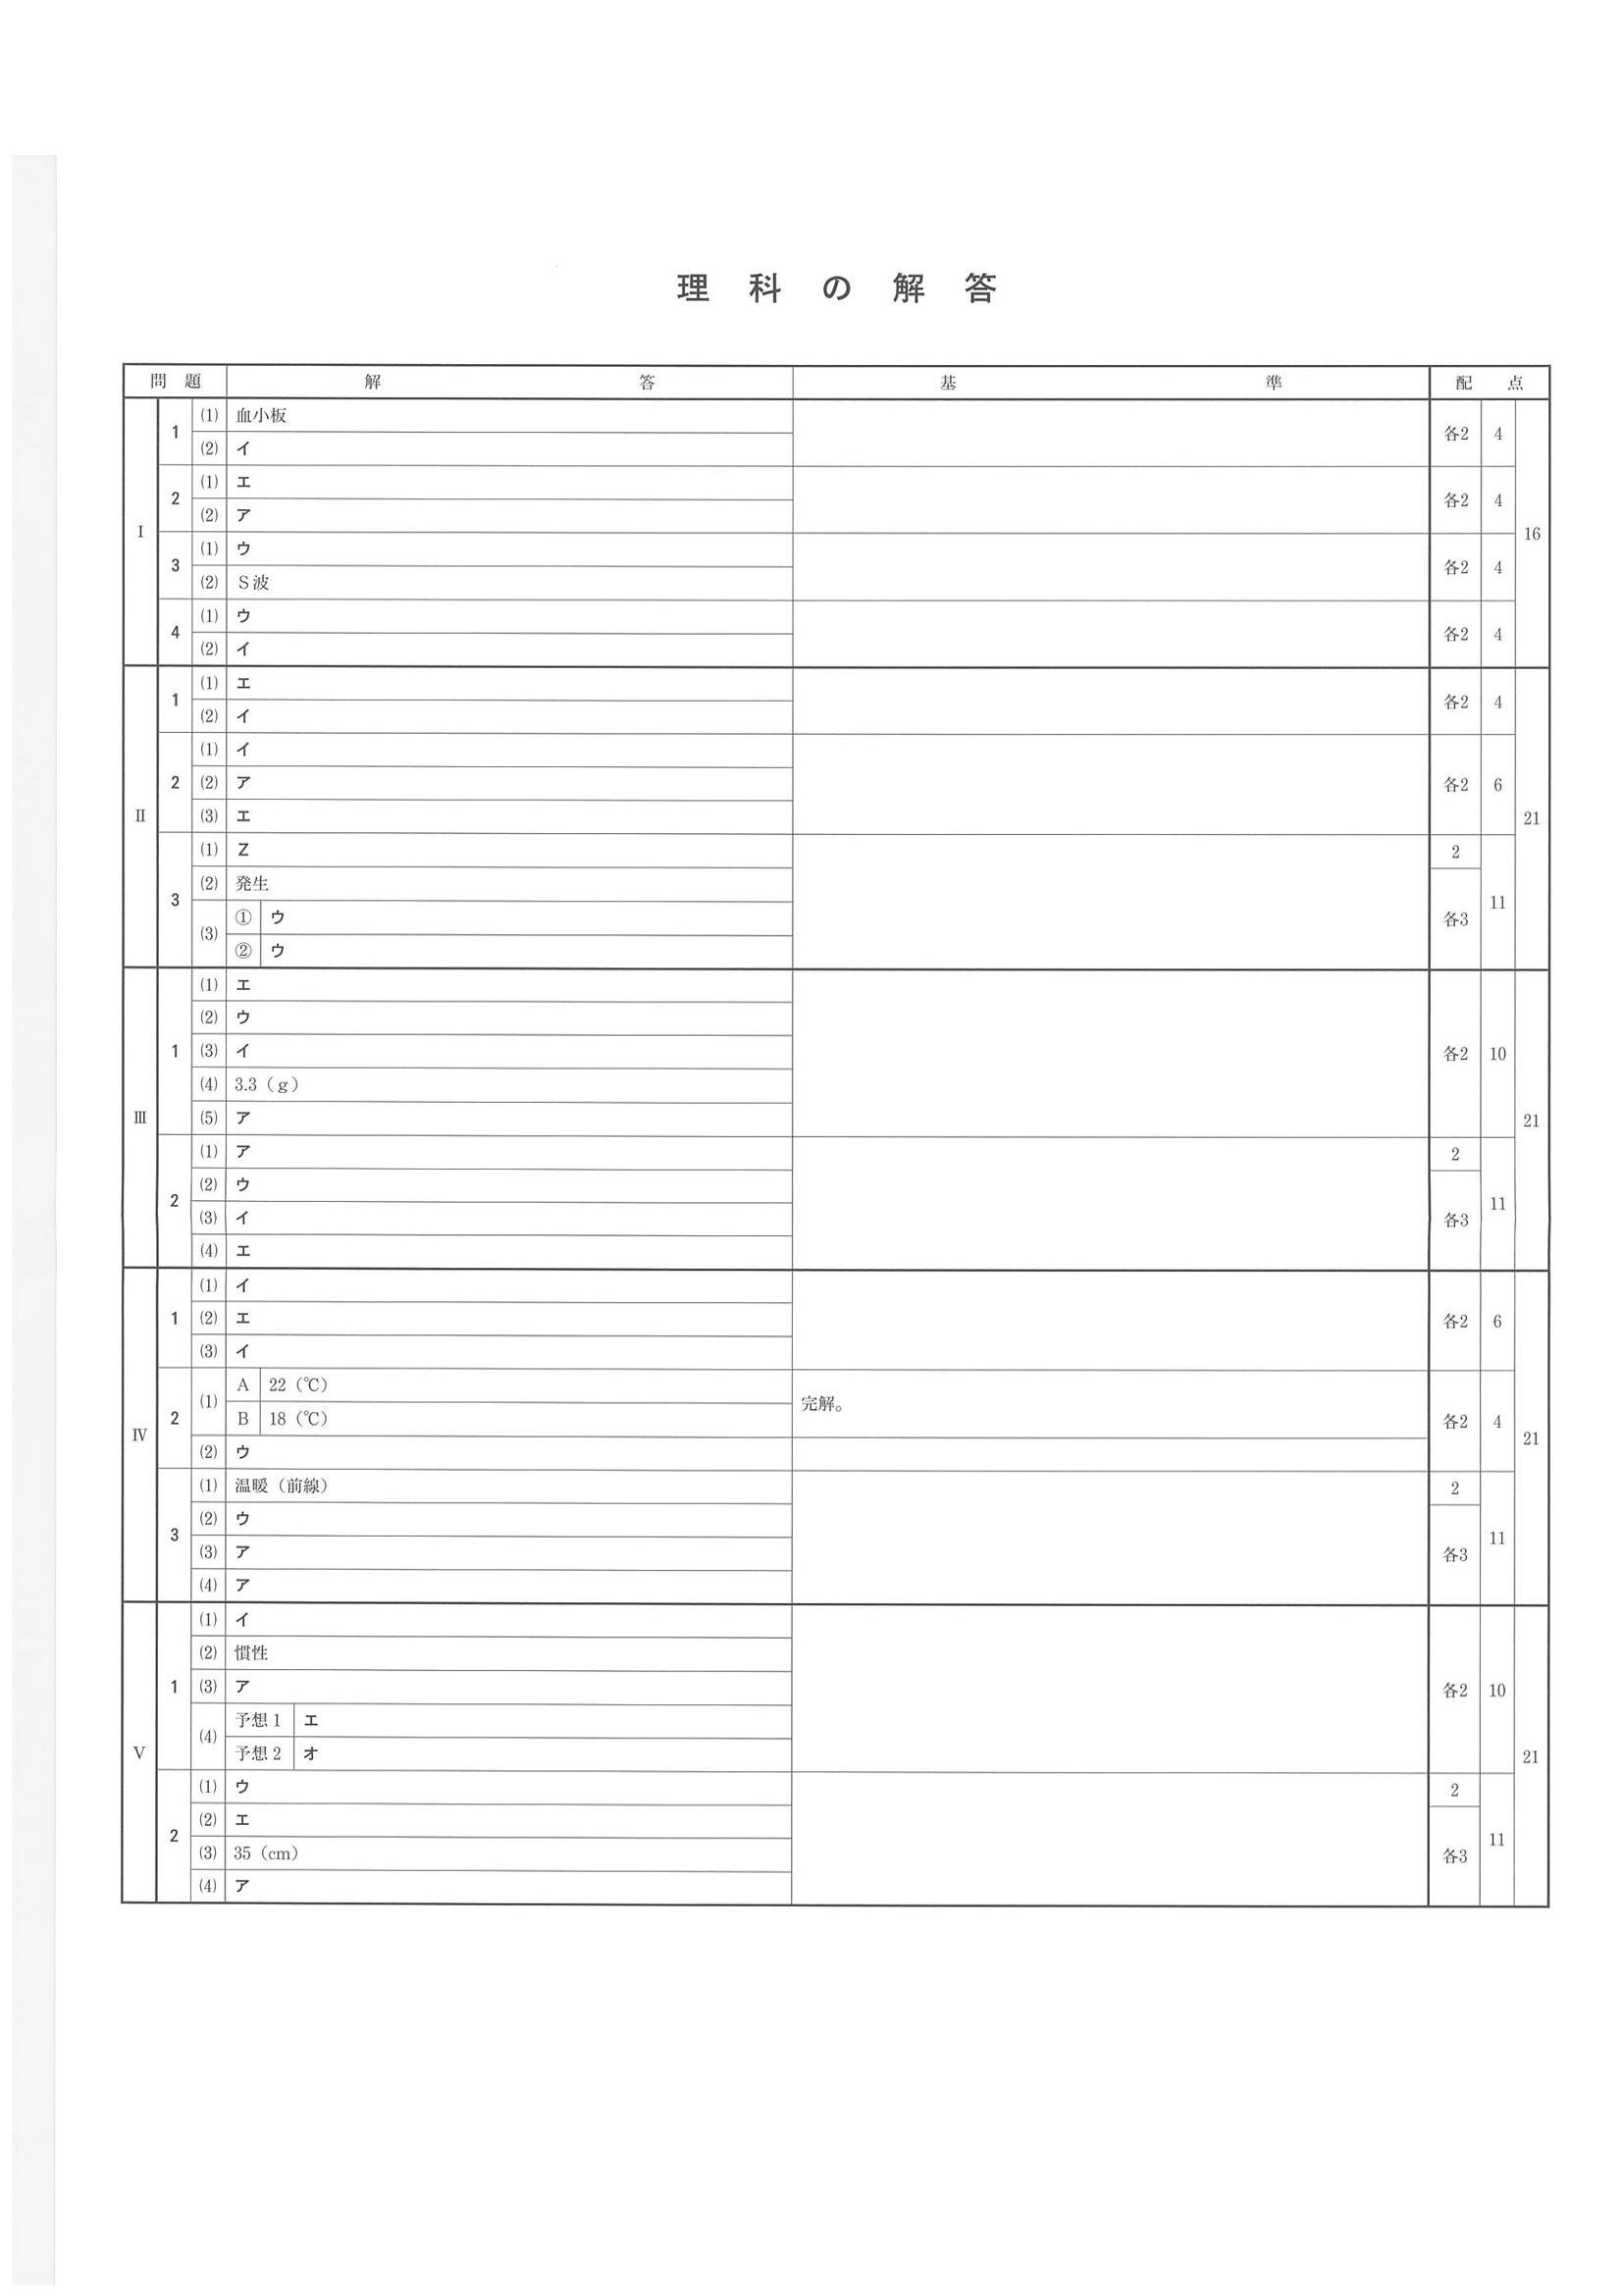 理科の解答
問題 解答 基準 配点
Ⅰ 1 (1) 血小板 各2 4 16
(2) イ
2 (1) エ 各2 4
(2) ア
3 (1) ウ 各2 4
(2) S波
4 (1) ウ 各2 4
(2) イ
Ⅱ 1 (1) エ 各2 4 21
(2) イ
2 (1) イ 各2 6
(2) ア
(3) エ
3 (1) Z 2 11
(2) 発生 各3
(3) ① ウ
② ウ
Ⅲ 1 (1) エ 各2 10 21
(2) ウ
(3) イ
(4) 3.3（g）
(5) ア
2 (1) ア 2 11
(2) ウ 各3
(3) イ
(4) エ
Ⅳ 1 (1) イ 各2 6 21
(2) エ
(3) イ
2 (1) A 22（℃） 完解。 各2 4
B 18（℃）
(2) ウ
3 (1) 温暖（前線） 2 11
(2) ウ 各3
(3) ア
(4) ア
Ⅴ 1 (1) イ 各2 10 21
(2) 慣性
(3) ア
(4) 予想1 エ
予想2 オ
2 (1) ウ 2 11
(2) エ 各3
(3) 35（cm）
(4) ア